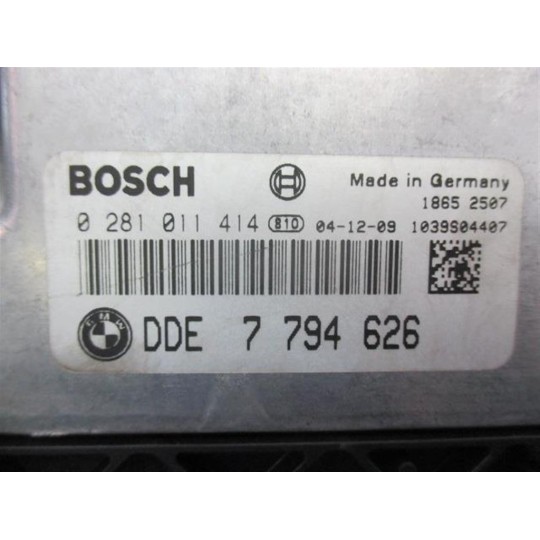 BOSCH
Made in Germany
1865 2507
0 281 011 414 810 04-12-09 1039S04407
BMW DDE 7 794 626